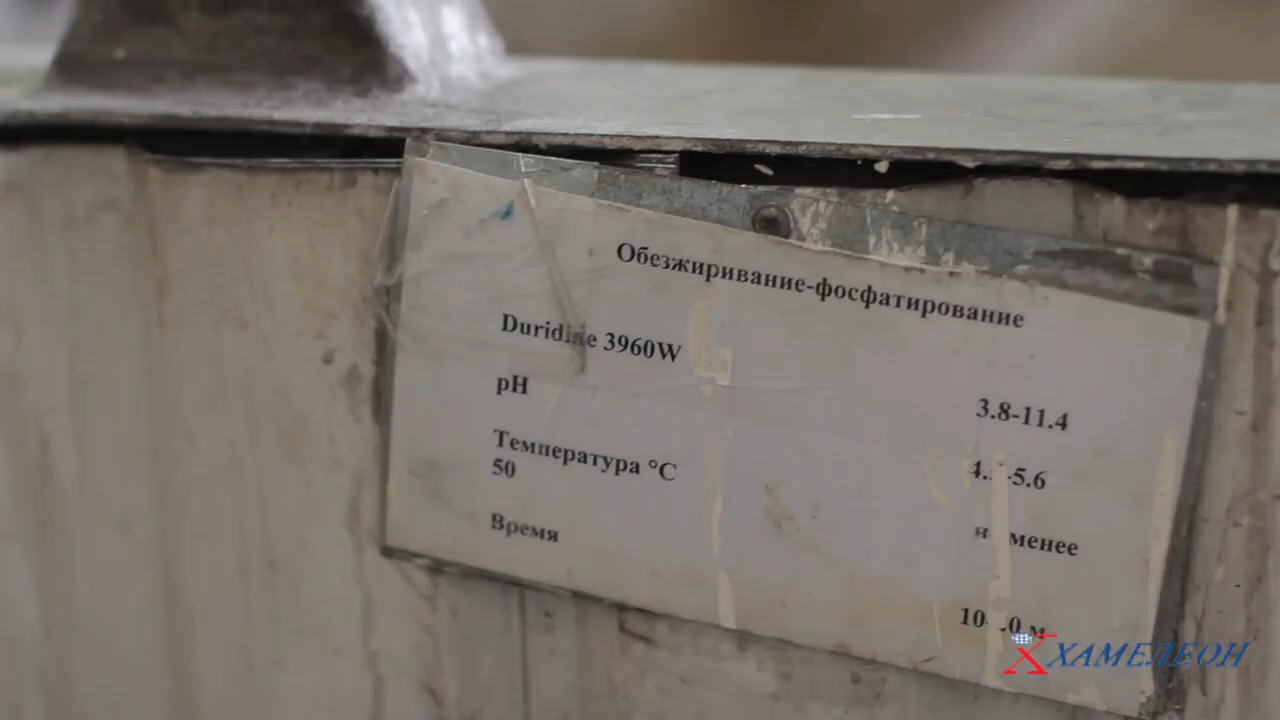 Обезжиривание-фосфатирование
Duridine 3960W
3.8-11.4
pH
5.6
Температура °C
50
менее
Время
ХАМЕЛЕОН